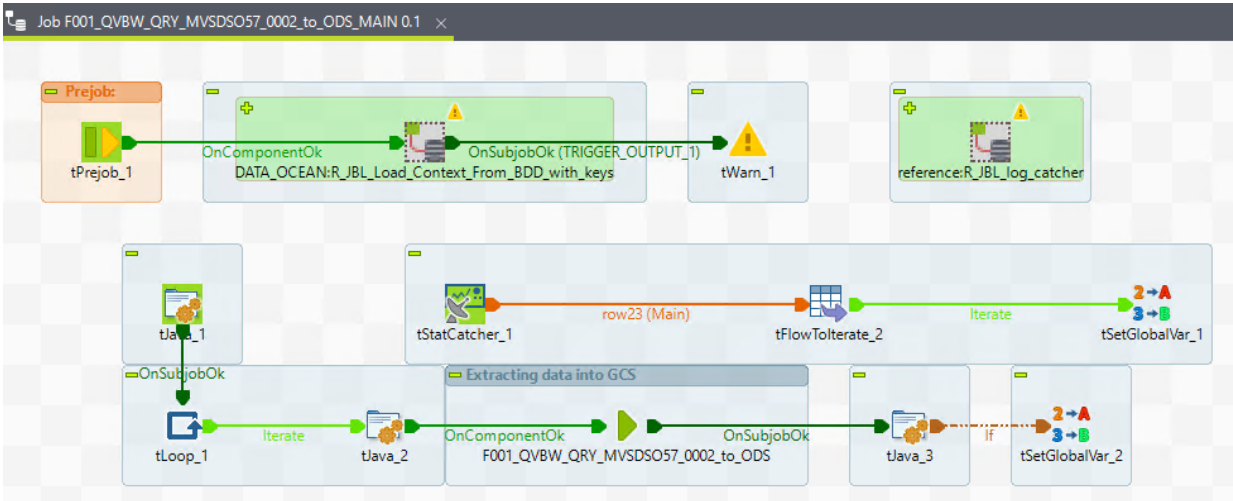 Job F001_QVBW_QRY_MVSDSO57_0002_to_ODS_MAIN 0.1
Prejob:
OnComponentOk
OnSubjobOk (TRIGGER_OUTPUT_1)
tPrejob_1
DATA_OCEAN:R_JBL_Load_Context_From_BDD_with_keys
tWarn_1
reference:R_JBL_log_catcher
2 A
3 B
row23 (Main)
Iterate
tJava_1
tStatCatcher_1
tFlowToIterate_2
tSetGlobalVar_1
OnSubjobOk
Extracting data into GCS
2 A
3 B
Iterate
OnComponentOk
OnSubjobOk
If
tLoop_1
tJava_2
F001_QVBW_QRY_MVSDSO57_0002_to_ODS
tJava_3
tSetGlobalVar_2